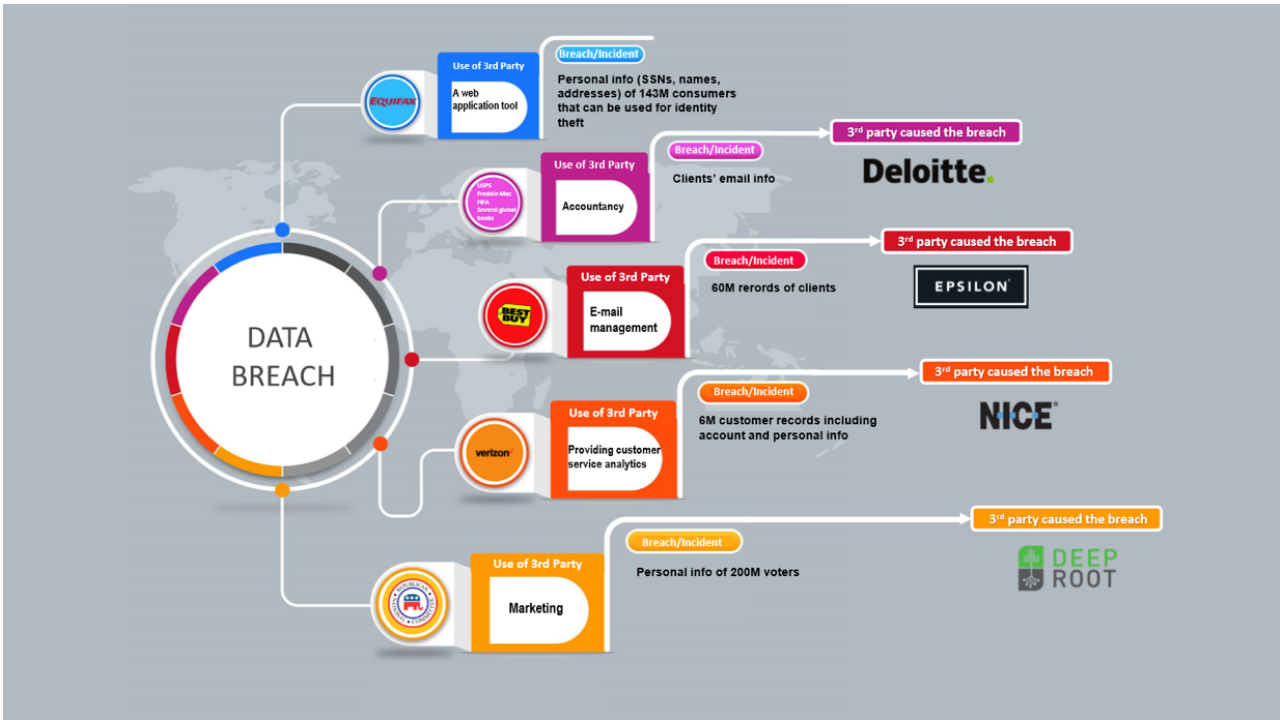 Use of 3rd Party
Breach/Incident
EQUIFAX
A web
application tool
Personal info (SSNs, names,
addresses) of 143M consumers
that can be used for identity
theft
Use of 3rd Party
Breach/Incident
3rd party caused the breach
USPS
Freddie Mac
FIFA
Several global
banks
Accountancy
Clients' email info
Deloitte.
Use of 3rd Party
Breach/Incident
3rd party caused the breach
BEST
BUY
E-mail
management
60M rerords of clients
EPSILON
DATA
BREACH
Use of 3rd Party
Breach/Incident
3rd party caused the breach
verizon
Providing customer
service analytics
6M customer records including
account and personal info
NICE®
Use of 3rd Party
Breach/Incident
3rd party caused the breach
REPUBLICAN
NATIONAL COMMITTEE
Marketing
Personal info of 200M voters
DEEP
ROOT